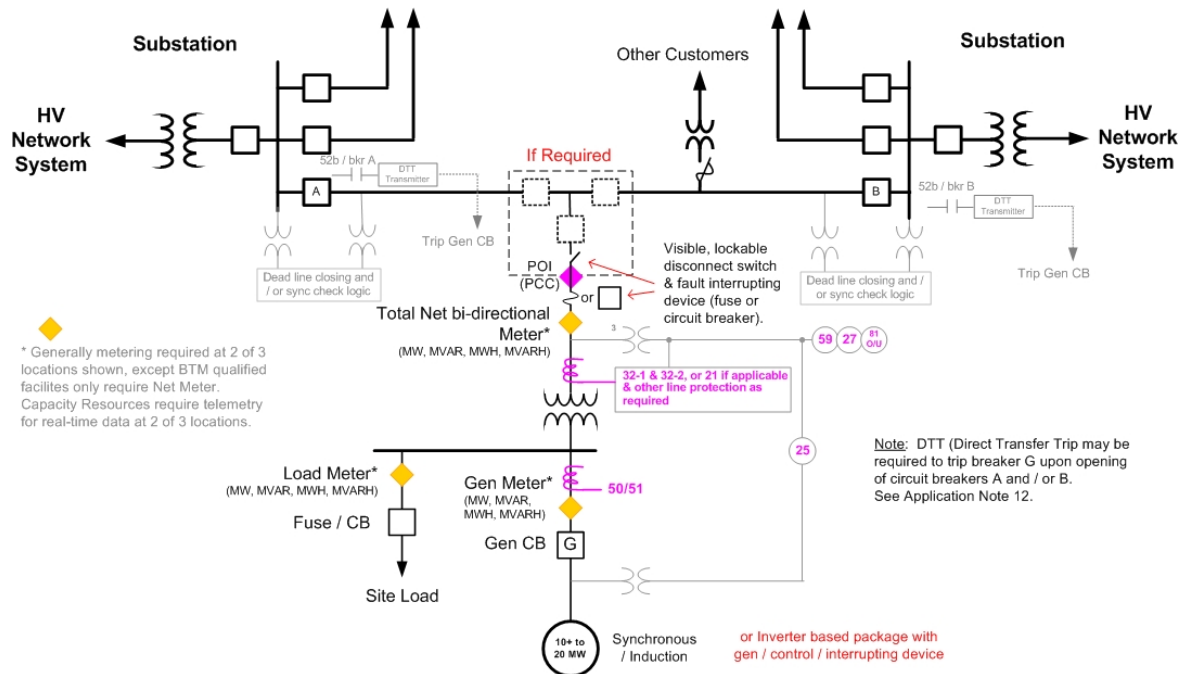 Substation
Substation
Other Customers
HV
Network
System
HV
Network
System
If Required
52b / bkr A
DTT
Transmitter
A
B
52b / bkr B
DTT
Transmitter
Trip Gen CB
Trip Gen CB
Dead line closing and
/ or sync check logic
Dead line closing and /
/ or sync check logic
POI
(PCC)
Visible, lockable
disconnect switch
& fault interrupting
device (fuse or
circuit breaker).
or
Total Net bi-directional
Meter*
(MW, MVAR, MWH, MVARH)
3
59
27
81
O/U
* Generally metering required at 2 of 3
locations shown, except BTM qualified
facilites only require Net Meter.
Capacity Resources require telemetry
for real-time data at 2 of 3 locations.
32-1 & 32-2, or 21 if applicable
& other line protection as
required
25
Note: DTT (Direct Transfer Trip may be
required to trip breaker G upon opening
of circuit breakers A and / or B.
See Application Note 12.
Load Meter*
(MW, MVAR, MWH, MVARH)
Fuse / CB
Site Load
Gen Meter*
(MW, MVAR,
MWH, MVARH)
50/51
Gen CB
G
10+ to
20 MW
Synchronous
/ Induction
or Inverter based package with
gen / control / interrupting device